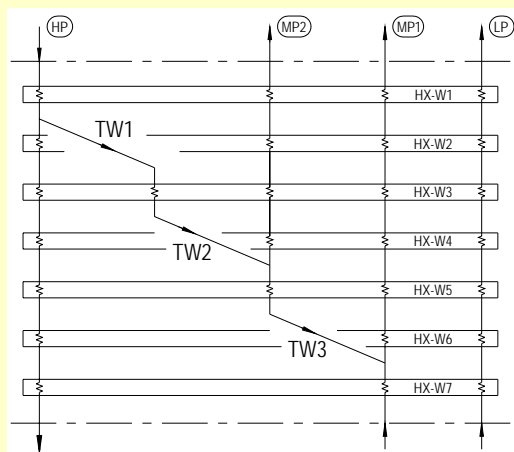 HP MP2 MP1 LP
HX-W1
TW1
HX-W2
HX-W3
TW2
HX-W4
HX-W5
TW3
HX-W6
HX-W7